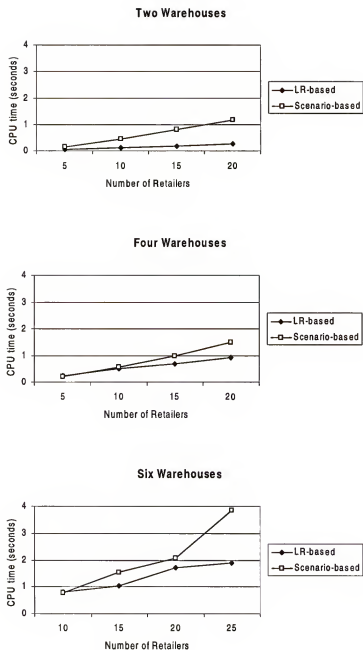 Two Warehouses
CPU time (seconds)
4
3
2
1
0
5 10 15 20
Number of Retailers
LR-based
Scenario-based
Four Warehouses
CPU time (seconds)
4
3
2
1
0
5 10 15 20
Number of Retailers
LR-based
Scenario-based
Six Warehouses
CPU time (seconds)
4
3
2
1
0
10 15 20 25
Number of Retailers
LR-based
Scenario-based